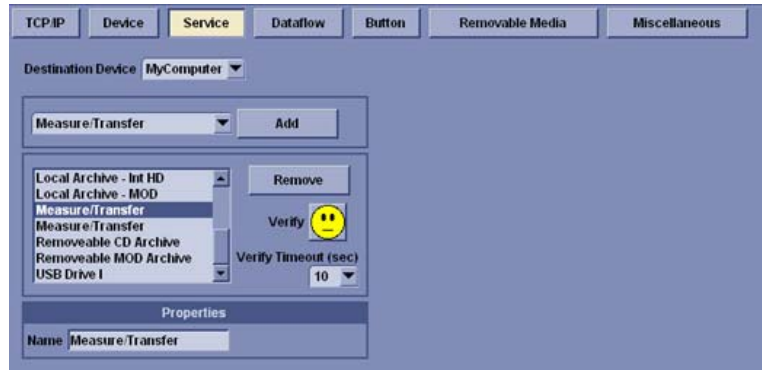 TCP/IP Device Service Dataflow Button Removable Media Miscellaneous
Destination Device MyComputer
Measure/Transfer Add
Local Archive - Int HD
Local Archive - MOD
Measure/Transfer
Measure/Transfer
Removeable CD Archive
Removeable MOD Archive
USB Drive I
Remove
Verify
Verify Timeout (sec)
10
Properties
Name Measure/Transfer